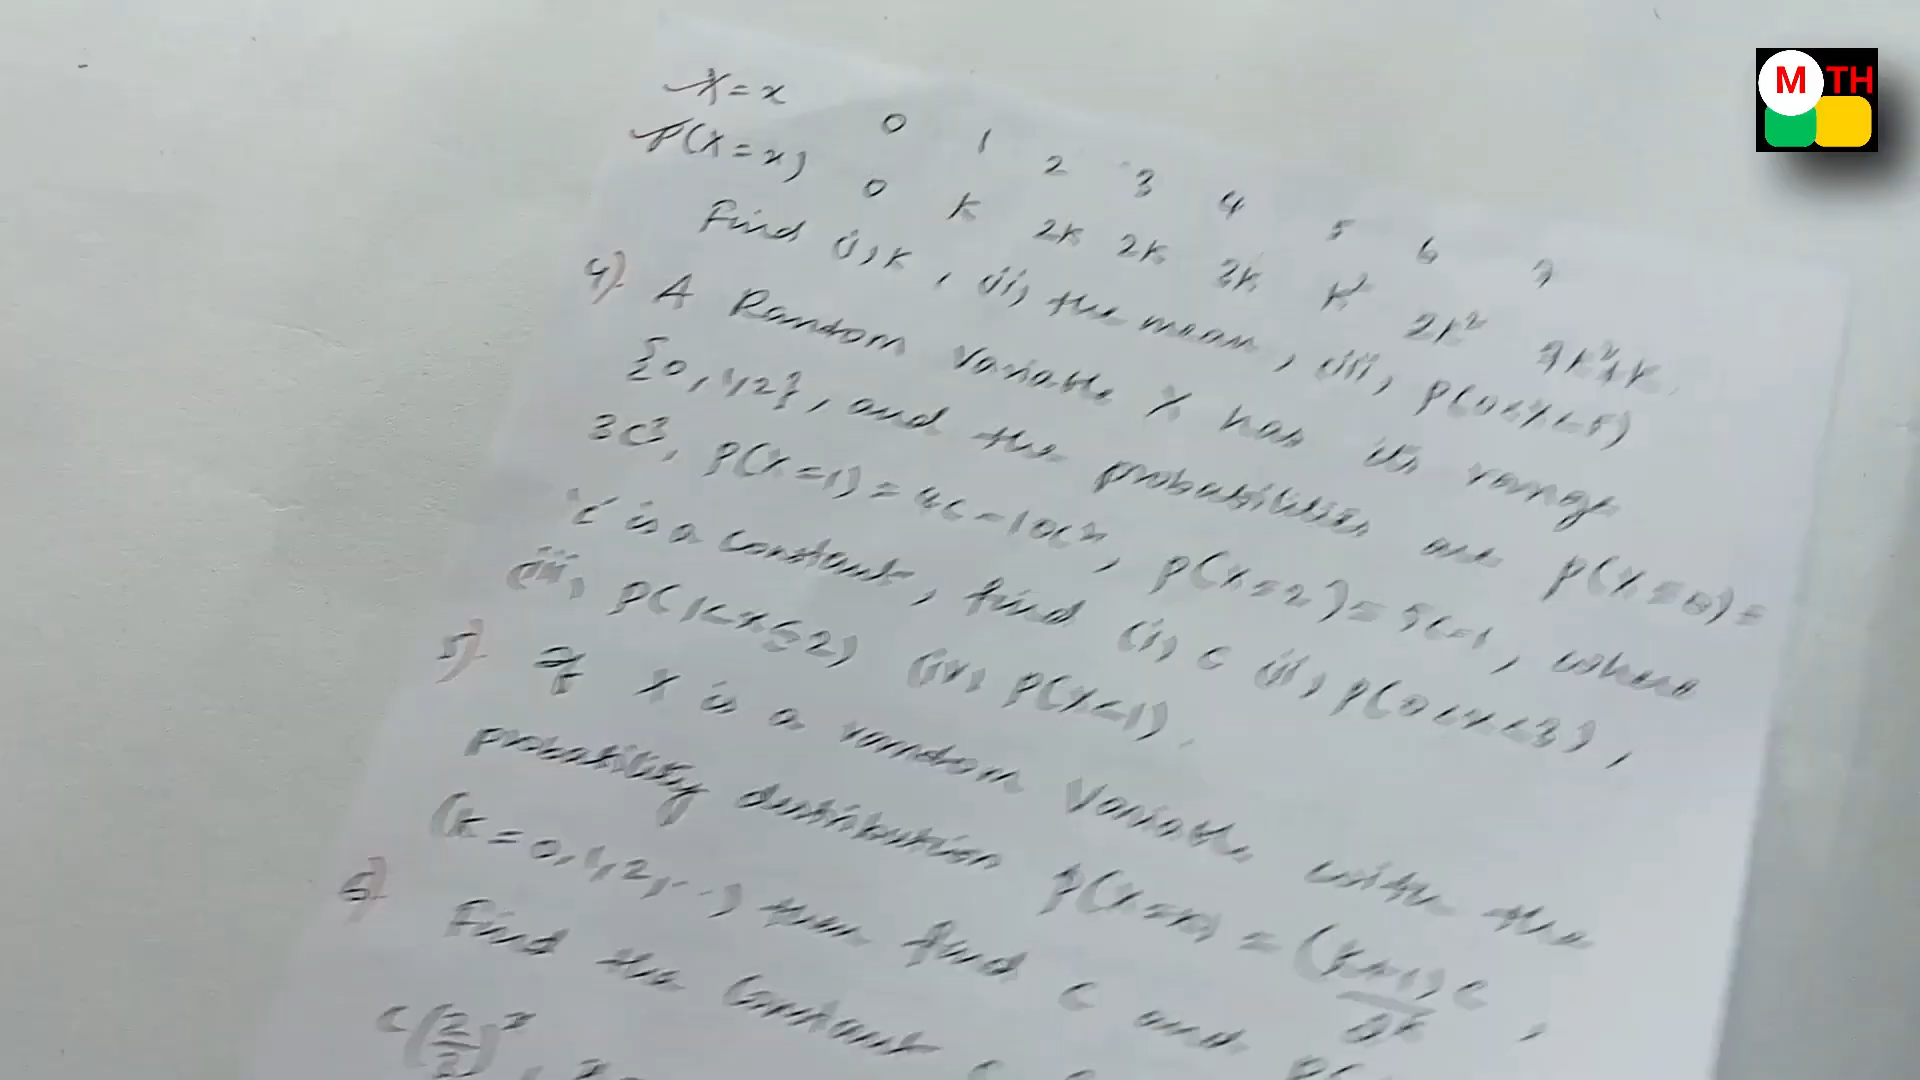 X=x 0 1 2 3 4 5 6 7
P(X=x) 0 K 2K 2K 3K K² 2K² 7K²+K
Find (i), K, (ii), the mean, (iii), P(0<X<5)
4). A Random Variable X has its range
{0,1,2}, and the probabilities are P(X=0)=
3C³, P(X=1)=4C-10C², P(X=2)=5C-1, where
'C' is a constant, find (i), C (ii), P(0<X<3),
(iii), P(1<X≤2) (iv), P(X<1).
5). If X is a random Variable with the
probability distribution P(X=K) = (K+1)C
(K=0,1,2,.., then find C and
6). Find the Constant C
C(2/3)^x
M TH